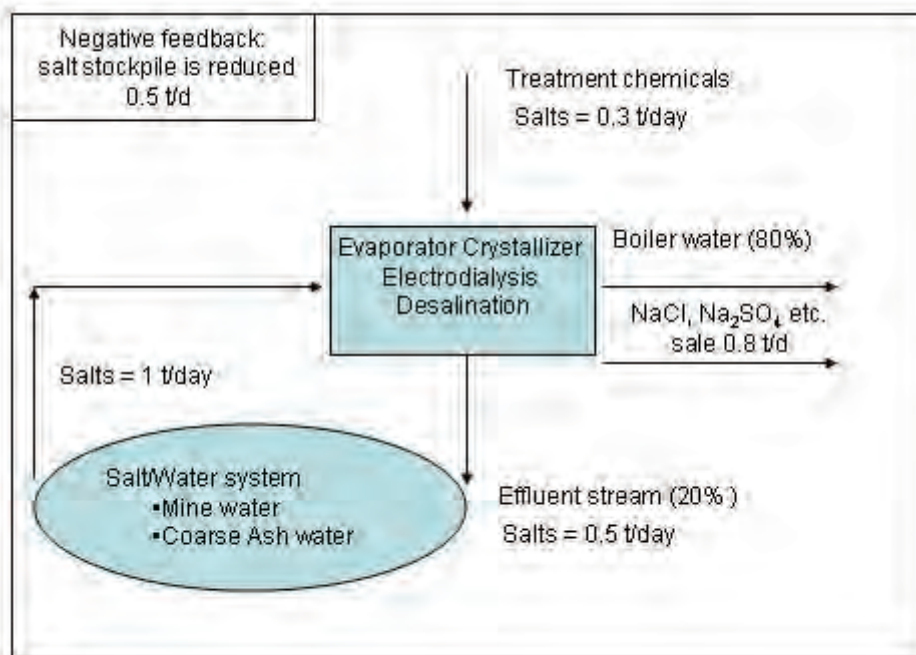 Negative feedback:
salt stockpile is reduced
0.5 t/d
Treatment chemicals
Salts = 0.3 t/day
Evaporator Crystallizer
Electrodialysis
Desalination
Boiler water (80%)
NaCl, Na₂SO₄ etc.
sale 0.8 t/d
Salts = 1 t/day
Salt/Water system
▪Mine water
▪Coarse Ash water
Effluent stream (20% )
Salts = 0.5 t/day